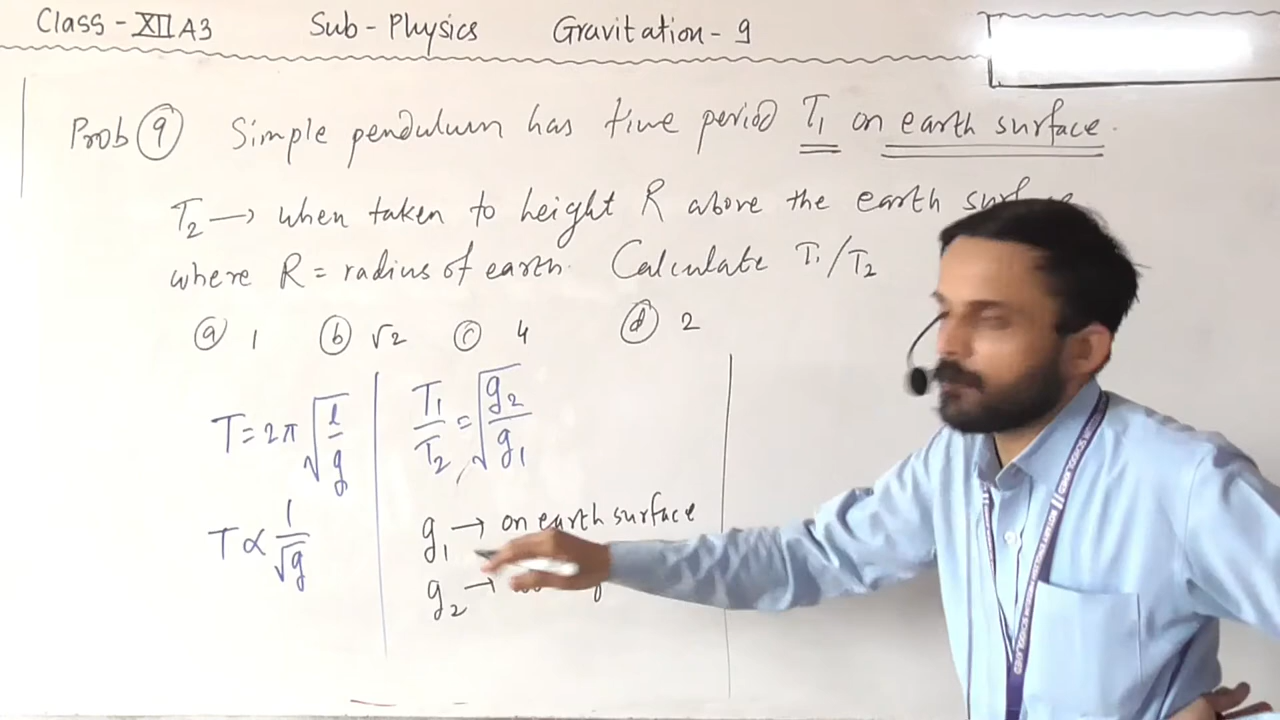 Class - XII A3 Sub - Physics Gravitation - 9
Prob 9 Simple pendulum has time period T₁ on earth surface.
T₂ → when taken to height R above the earth surface
where R = radius of earth. Calculate T₁/T₂
ⓐ 1 ⓑ √2 ⓒ 4 ⓓ 2
T = 2π √(l/g)
T ∝ 1/√g
T₁/T₂ = √(g₂/g₁)
g₁ → on earth surface
g₂ →